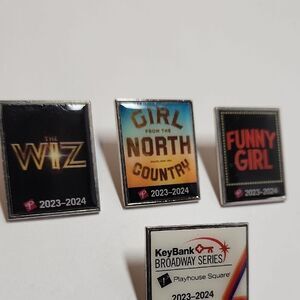 THE
WIZ
2023-2024
GIRL
FROM THE
NORTH
COUNTRY
2023-2024
FUNNY
GIRL
2023-2024
KeyBank
BROADWAY SERIES
Playhouse Square
2023-2024